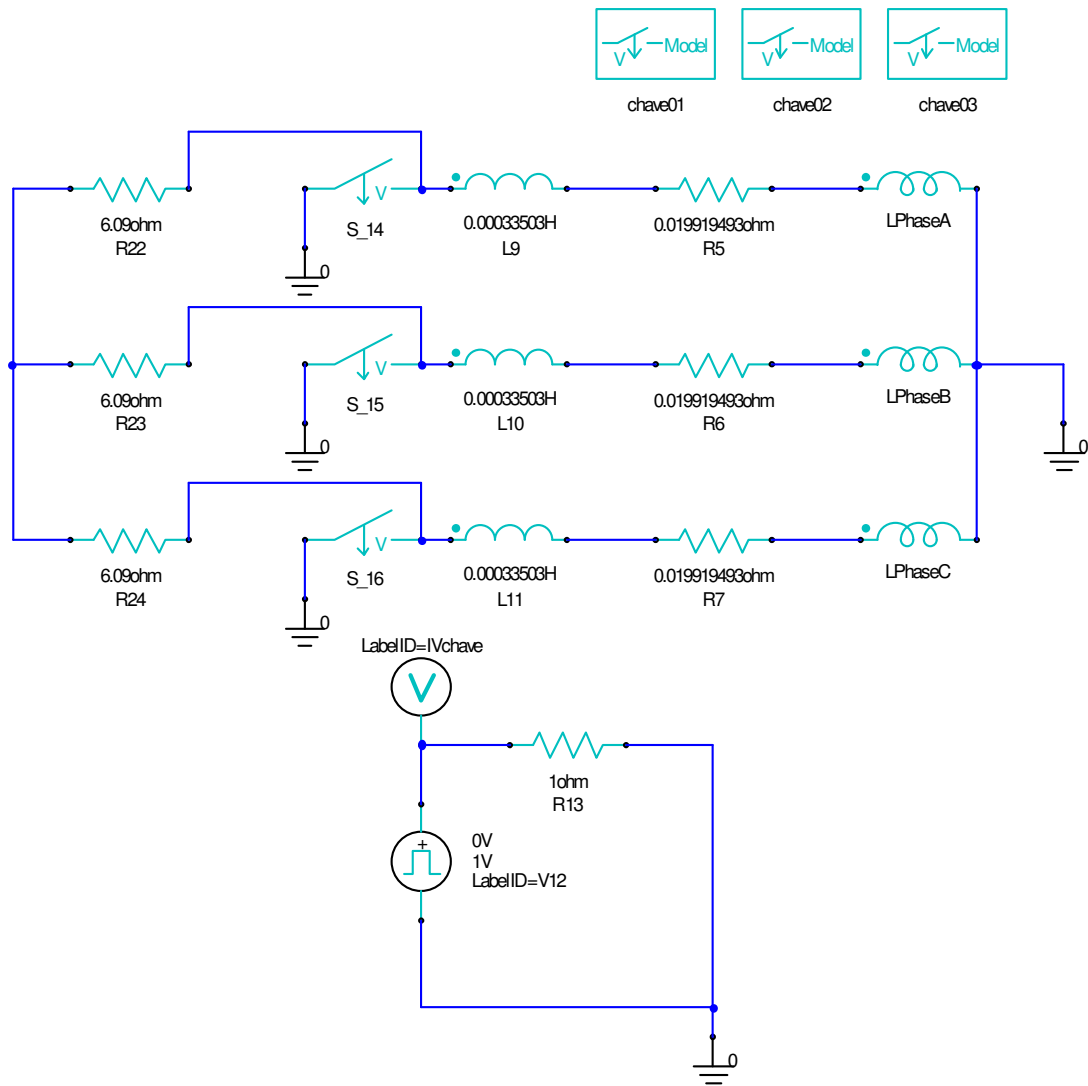 V Model
V Model
V Model
chave01
chave02
chave03
6.09ohm
R22
V
S_14
0
0.00033503H
L9
0.019919493ohm
R5
LPhaseA
6.09ohm
R23
V
S_15
0
0.00033503H
L10
0.019919493ohm
R6
LPhaseB
0
6.09ohm
R24
V
S_16
0
0.00033503H
L11
0.019919493ohm
R7
LPhaseC
LabelID=IVchave
V
1ohm
R13
+
0V
1V
LabelID=V12
0